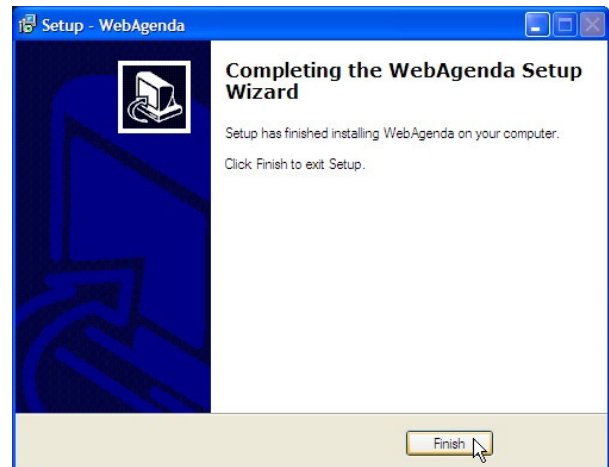 Setup - WebAgenda
Completing the WebAgenda Setup
Wizard
Setup has finished installing WebAgenda on your computer.
Click Finish to exit Setup.
Finish